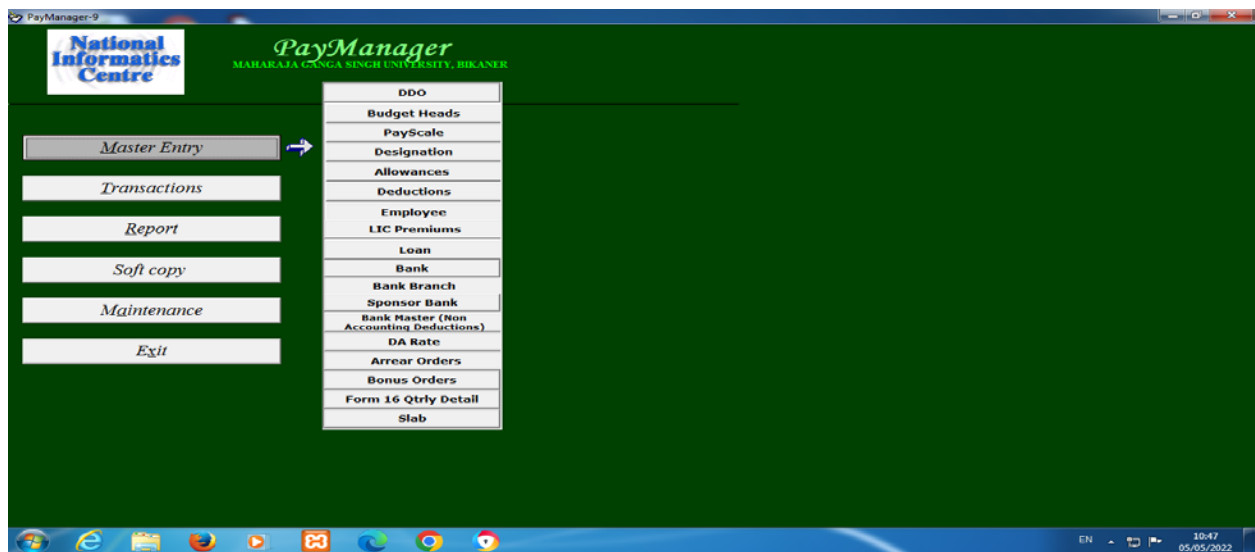 PayManager-9
National
Informatics
Centre
PayManager
MAHARAJA GANGA SINGH UNIVERSITY, BIKANER
Master Entry
Transactions
Report
Soft copy
Maintenance
Exit
DDO
Budget Heads
PayScale
Designation
Allowances
Deductions
Employee
LIC Premiums
Loan
Bank
Bank Branch
Sponsor Bank
Bank Master (Non
Accounting Deductions)
DA Rate
Arrear Orders
Bonus Orders
Form 16 Qtrly Detail
Slab
EN
10:47
05/05/2022